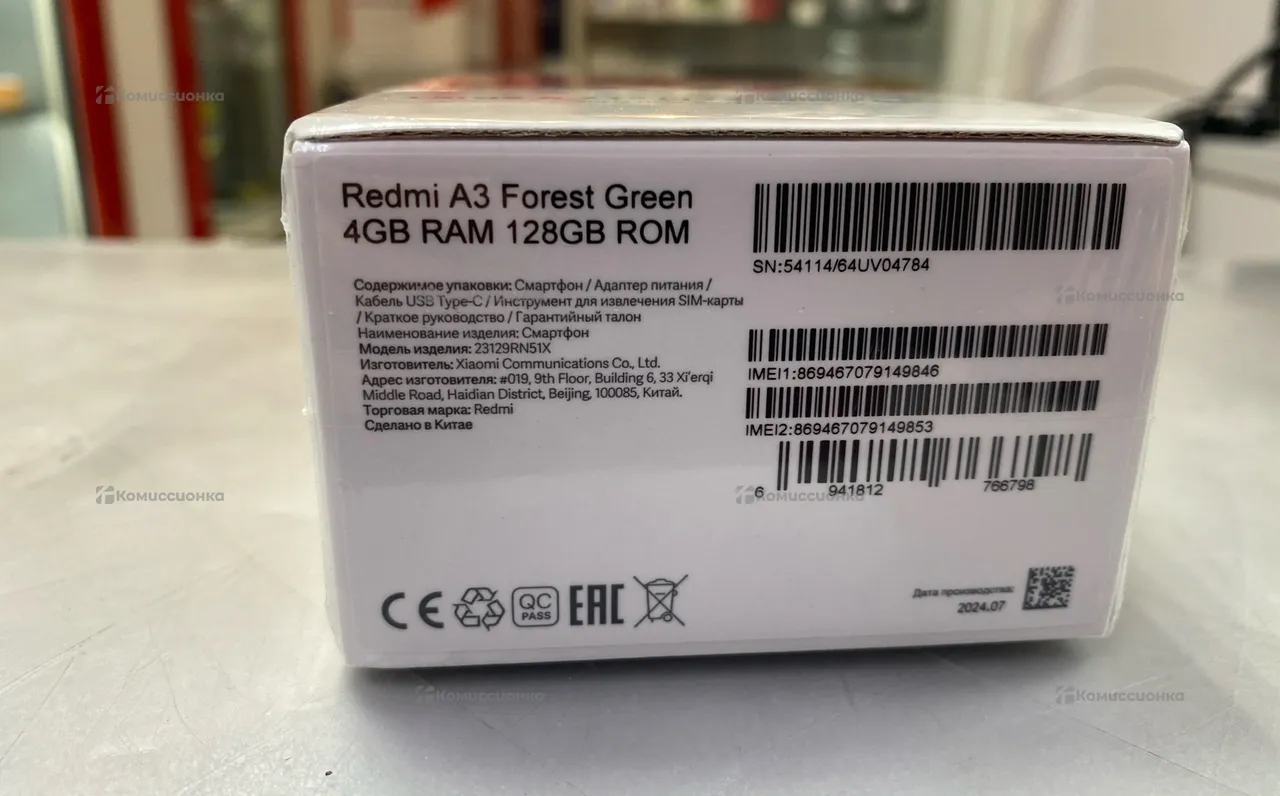 Redmi A3 Forest Green
4GB RAM 128GB ROM
Содержимое упаковки: Смартфон / Адаптер питания /
Кабель USB Type-C / Инструмент для извлечения SIM-карты
/ Краткое руководство / Гарантийный талон
Наименование изделия: Смартфон
Модель изделия: 23129RN51X
Изготовитель: Xiaomi Communications Co., Ltd.
Адрес изготовителя: #019, 9th Floor, Building 6, 33 Xi'erqi
Middle Road, Haidian District, Beijing, 100085, Китай.
Торговая марка: Redmi
Сделано в Китае
SN:54114/64UV04784
IMEI1:869467079149846
IMEI2:869467079149853
6 941812 766798
CE
QC
PASS
EAC
Дата производства:
2024.07
Комиссионка
Комиссионка
Комиссионка
Комиссионка
Комиссионка
Комиссионка
Комиссионка